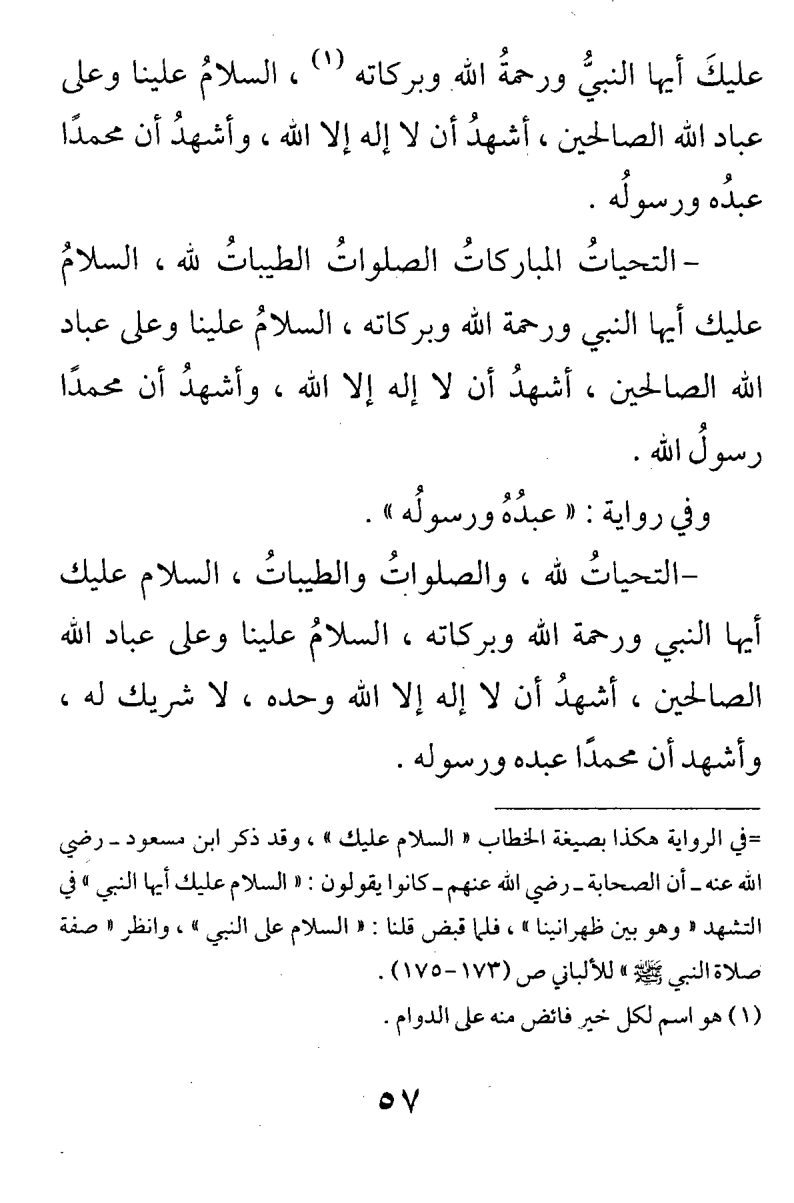 عليكَ أيها النبيُّ ورحمةُ الله وبركاته (١) ، السلامُ علينا وعلى
عباد الله الصالحين ، أشهدُ أن لا إله إلا الله ، وأشهدُ أن محمدًا
عبدُه ورسولُه .
– التحياتُ المباركاتُ الصلواتُ الطيباتُ لله ، السلامُ
عليك أيها النبي ورحمة الله وبركاته ، السلامُ علينا وعلى عباد
الله الصالحين ، أشهدُ أن لا إله إلا الله ، وأشهدُ أن محمدًا
رسولُ الله .
وفي رواية : « عبدُهُ ورسولُه » .
–التحياتُ لله ، والصلواتُ والطيباتُ ، السلام عليك
أيها النبي ورحمة الله وبركاته ، السلامُ علينا وعلى عباد الله
الصالحين ، أشهدُ أن لا إله إلا الله وحده ، لا شريك له ،
وأشهد أن محمدًا عبده ورسوله .
=في الرواية هكذا بصيغة الخطاب « السلام عليك » ، وقد ذكر ابن مسعود ـ رضي
الله عنه ـ أن الصحابة ـ رضي الله عنهم ـ كانوا يقولون : « السلام عليك أيها النبي » في
التشهد « وهو بين ظهرانينا » ، فلما قبض قلنا : « السلام على النبي » ، وانظر « صفة
صلاة النبي ﷺ » للألباني ص (١٧٣–١٧٥) .
(١) هو اسم لكل خير فائض منه على الدوام .
٥٧